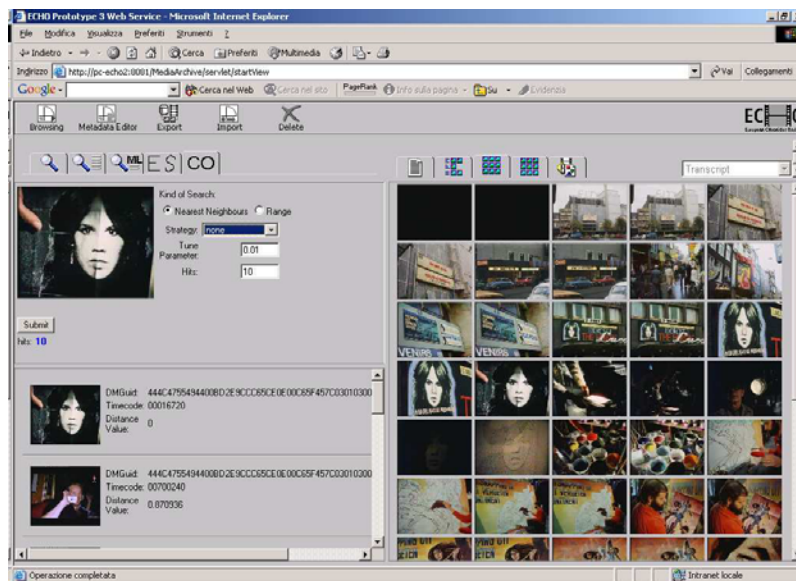 ECHO Prototype 3 Web Service - Microsoft Internet Explorer
File Modifica Visualizza Preferiti Strumenti ?
Indietro Cerca Preferiti Multimedia
Indirizzo http://pc-echo2:8081/MediaArchive/servlet/startView Vai Collegamenti
Google - Cerca nel Web Cerca nel sito PageRank Info sulla pagina - Su - Evidenzia
Browsing Metadata Editor Export Import Delete
EC
ML E S CO
Transcript
Kind of Search:
Nearest Neighbours Range
Strategy: none
Tune Parameter: 0.01
Hits: 10
Submit
hits: 10
DMGuid: 444C4755494400BD2E9CCC65CE0E00C65F457C03010300
Timecode: 00016720
Distance Value: 0
DMGuid: 444C4755494400BD2E9CCC65CE0E00C65F457C03010300
Timecode: 00700240
Distance Value: 0.870936
VENIRS
VENIRS
Operazione completata
Intranet locale